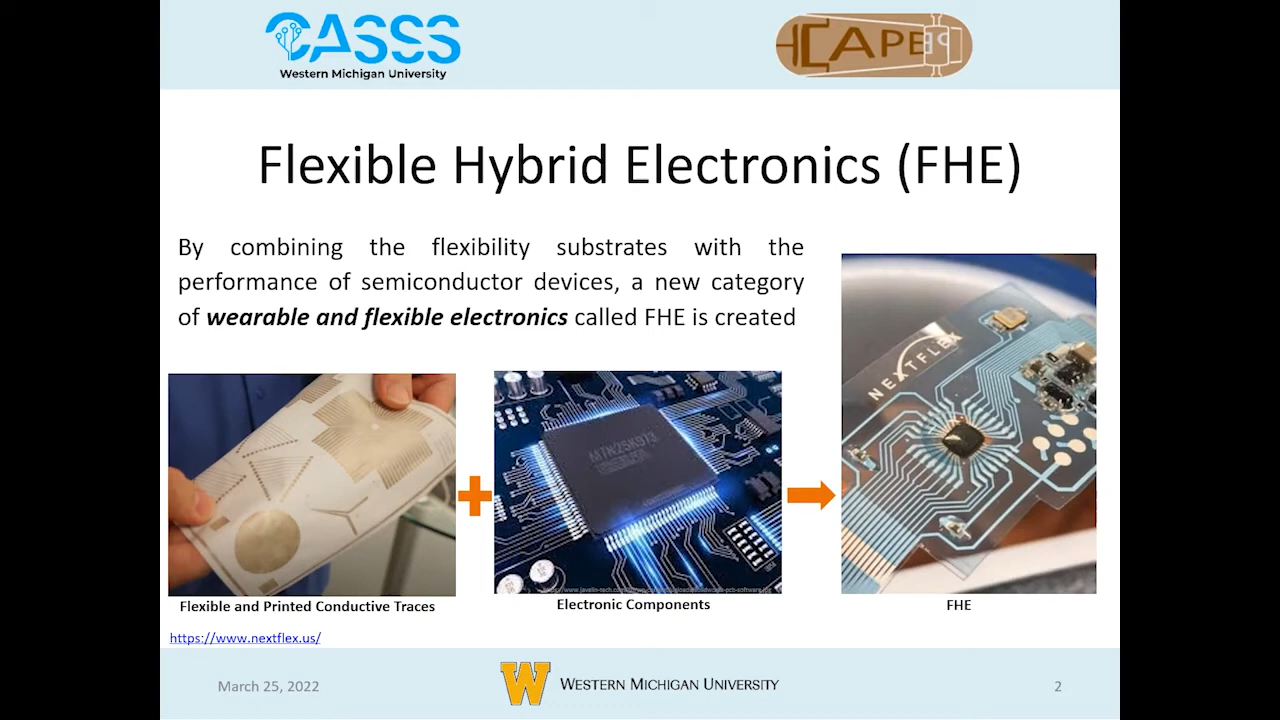 CASSS
Western Michigan University
CAPE
Flexible Hybrid Electronics (FHE)
By combining the flexibility substrates with the
performance of semiconductor devices, a new category
of wearable and flexible electronics called FHE is created
NEXTFLEX
Flexible and Printed Conductive Traces
Electronic Components
FHE
https://www.nextflex.us/
March 25, 2022
W WESTERN MICHIGAN UNIVERSITY
2